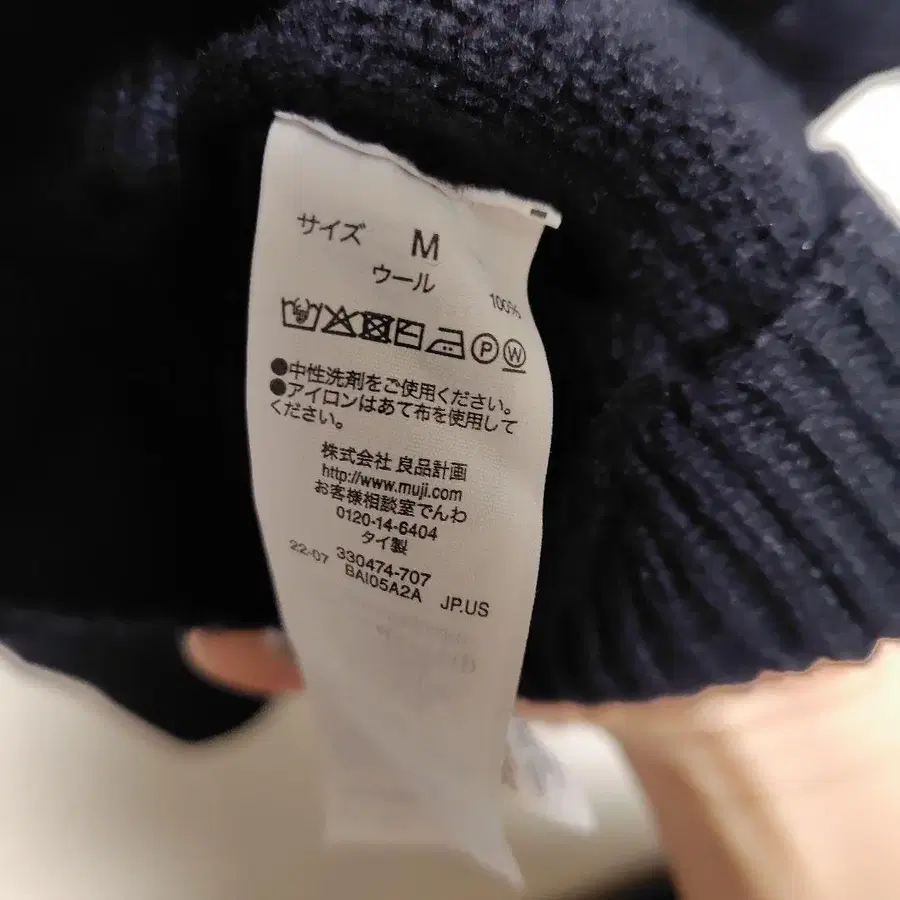 サイズ M
ウール 100%
P W
●中性洗剤をご使用ください。
●アイロンはあて布を使用して
ください。
株式会社 良品計画
http://www.muji.com
お客様相談室でんわ
0120-14-6404
タイ製
22-07 330474-707
BAI05A2A JP.US